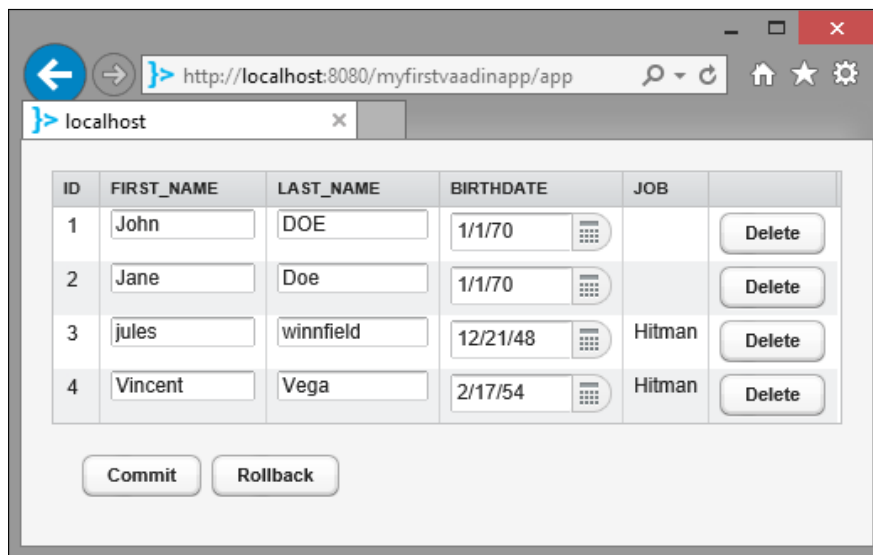 http://localhost:8080/myfirstvaadinapp/app
localhost
ID FIRST_NAME LAST_NAME BIRTHDATE JOB
1 John DOE 1/1/70 Delete
2 Jane Doe 1/1/70 Delete
3 jules winnfield 12/21/48 Hitman Delete
4 Vincent Vega 2/17/54 Hitman Delete
Commit Rollback